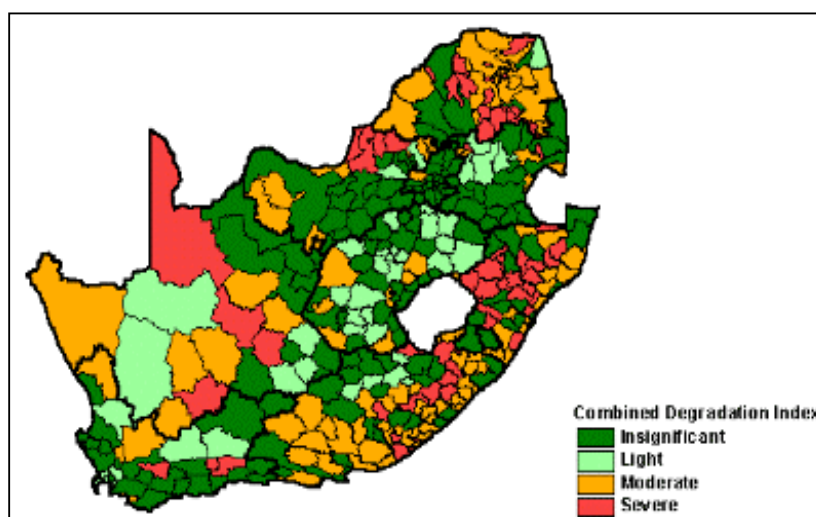 Combined Degradation Index
Insignificant
Light
Moderate
Severe